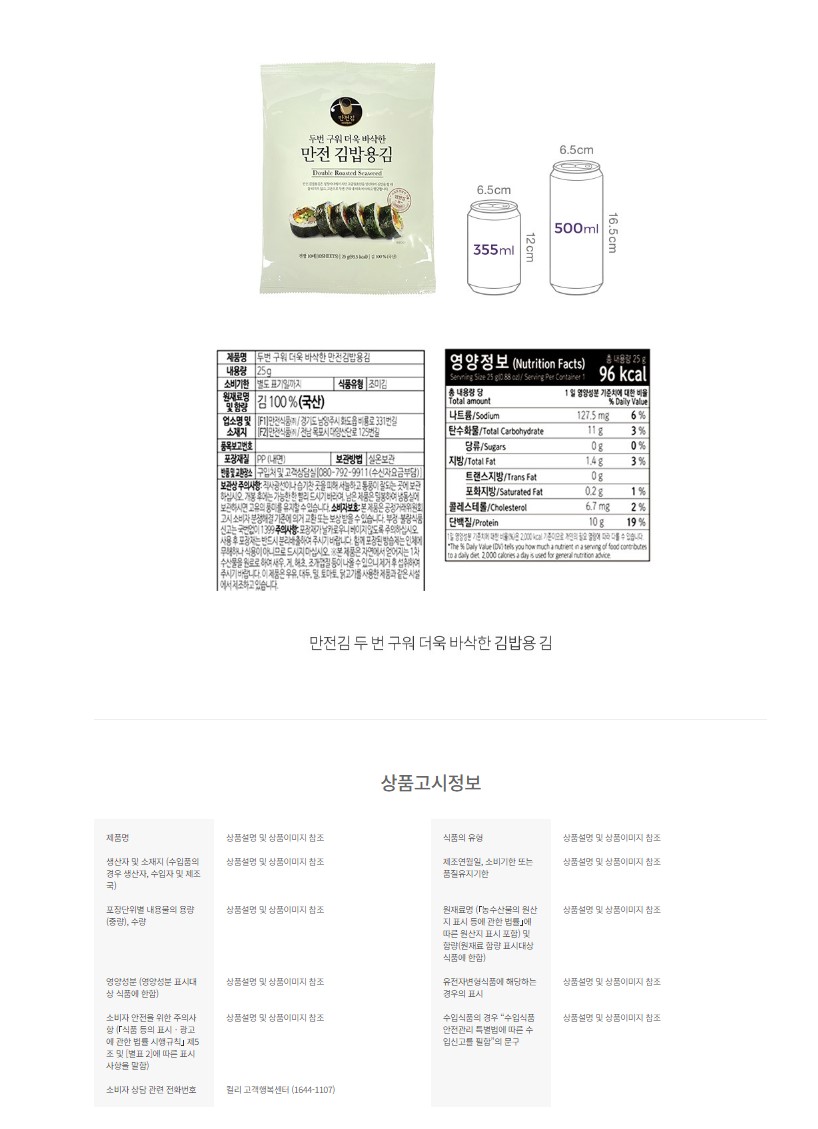 만전김
두번 구워 더욱 바삭한
만전 김밥용김
Double Roasted Seaweed
6.5cm
355ml
12cm
6.5cm
500ml
16.5cm
제품명 두번 구워 더욱 바삭한 만전김밥용김
내용량 25g
소비기한 별도 표기일까지 식품유형 조미김
원재료명 및 함량 김 100 % (국산)
업소명 및 소재지 [F1]만전식품㈜ / 경기도 남양주시 화도읍 비룡로 331번길
[F2]만전식품㈜ / 전남 목포시 대양산단로 125번길
품목보고번호
포장재질 PP (내면) 보관방법 실온보관
반품 및 교환장소 구입처 및 고객상담실[080-792-9911(수신자요금부담)]
보관상 주의사항: 직사광선이나 습기찬 곳을 피해 서늘하고 통풍이 잘되는 곳에 보관
하십시오. 개봉 후에는 가능한 한 빨리 드시기 바라며, 남은 제품은 밀봉하여 냉동실에
보관하시면 고유의 풍미를 유지할 수 있습니다. 소비자보호: 본 제품은 공정거래위원회
고시 소비자 분쟁해결 기준에 의거 교환 또는 보상받을 수 있습니다. 부정·불량식품
신고는 국번없이 1399 주의사항: 포장재가 날카로우니 베이지 않도록 주의하십시오.
사용 후 포장재는 반드시 분리배출하여 주시기 바랍니다. 함께 포장된 방습제는 인체에
무해하나 식용이 아니므로 드시지 마십시오. ※본 제품은 자연에서 얻어지는 1차
수산물을 원료로 하여 새우, 게, 해초, 조개껍질 등이 나올 수 있으니 제거 후 섭취하여
주시기 바랍니다. 이 제품은 우유, 대두, 밀, 토마토, 닭고기를 사용한 제품과 같은 시설
에서 제조하고 있습니다.
영양정보 (Nutrition Facts) 총 내용량 25 g
Servning Size 25 g(0.88 oz) / Serving Per Container 1 96 kcal
총 내용량 당 1 일 영양성분 기준치에 대한 비율
Total amount % Daily Value
나트륨/Sodium 127.5 mg 6 %
탄수화물/Total Carbohydrate 11 g 3 %
당류/Sugars 0 g 0 %
지방/Total Fat 1.4 g 3 %
트랜스지방/Trans Fat 0 g
포화지방/Saturated Fat 0.2 g 1 %
콜레스테롤/Cholesterol 6.7 mg 2 %
단백질/Protein 10 g 19 %
1일 영양성분 기준치에 대한 비율(%)은 2,000 kcal 기준이므로 개인의 필요 열량에 따라 다를 수 있습니다.
*The % Daily Value (DV) tells you how much a nutrient in a serving of food contributes
to a daily diet. 2,000 calories a day is used for general nutrition advice.
만전김 두 번 구워 더욱 바삭한 김밥용 김
상품고시정보
제품명 상품설명 및 상품이미지 참조 식품의 유형 상품설명 및 상품이미지 참조
생산자 및 소재지 (수입품의
경우 생산자, 수입자 및 제조
국)
상품설명 및 상품이미지 참조
제조연월일, 소비기한 또는
품질유지기한
상품설명 및 상품이미지 참조
포장단위별 내용물의 용량
(중량), 수량
상품설명 및 상품이미지 참조
원재료명 (「농수산물의 원산
지 표시 등에 관한 법률」에
따른 원산지 표시 포함) 및
함량(원재료 함량 표시대상
식품에 한함)
상품설명 및 상품이미지 참조
영양성분 (영양성분 표시대
상 식품에 한함)
상품설명 및 상품이미지 참조
유전자변형식품에 해당하는
경우의 표시
상품설명 및 상품이미지 참조
소비자 안전을 위한 주의사
항 (「식품 등의 표시ㆍ광고
에 관한 법률 시행규칙」 제5
조 및 [별표 2]에 따른 표시
사항을 말함)
상품설명 및 상품이미지 참조
수입식품의 경우 “수입식품
안전관리 특별법에 따른 수
입신고를 필함”의 문구
상품설명 및 상품이미지 참조
소비자 상담 관련 전화번호 컬리 고객행복센터 (1644-1107)